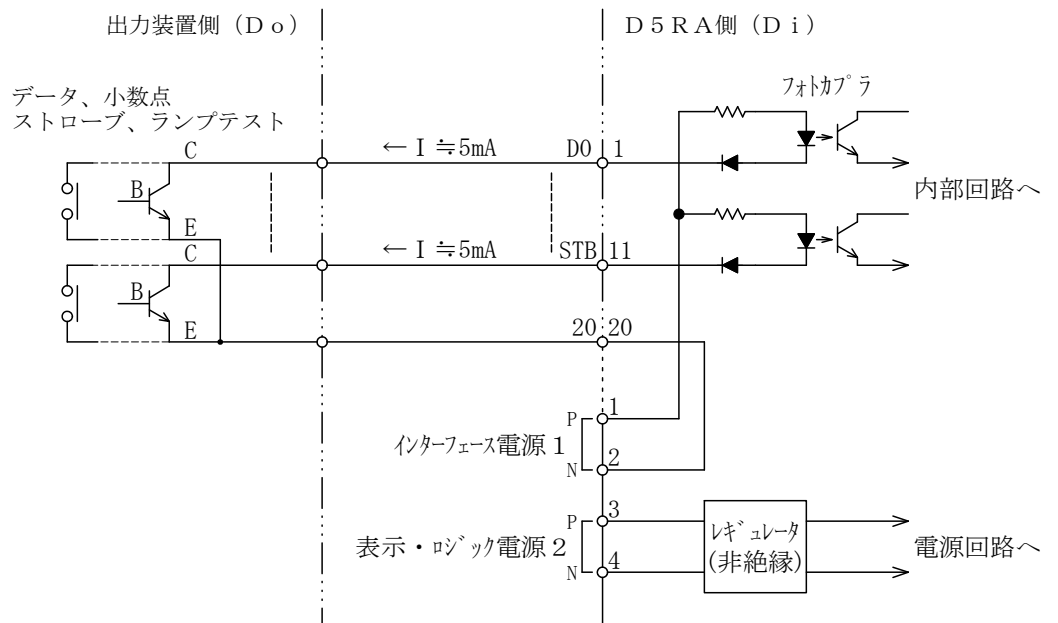 出力装置側（Ｄｏ）
Ｄ５ＲＡ側（Ｄｉ）
ﾌｫﾄｶﾌﾟﾗ
データ、小数点
ストローブ、ランプテスト
C
← I ≒5mA
D0 1
B
E
内部回路へ
C
← I ≒5mA
STB 11
B
E
20 20
P 1
インターフェース電源１
N 2
P 3
表示・ロジック電源２
N 4
ﾚｷﾞｭﾚｰﾀ
(非絶縁)
電源回路へ